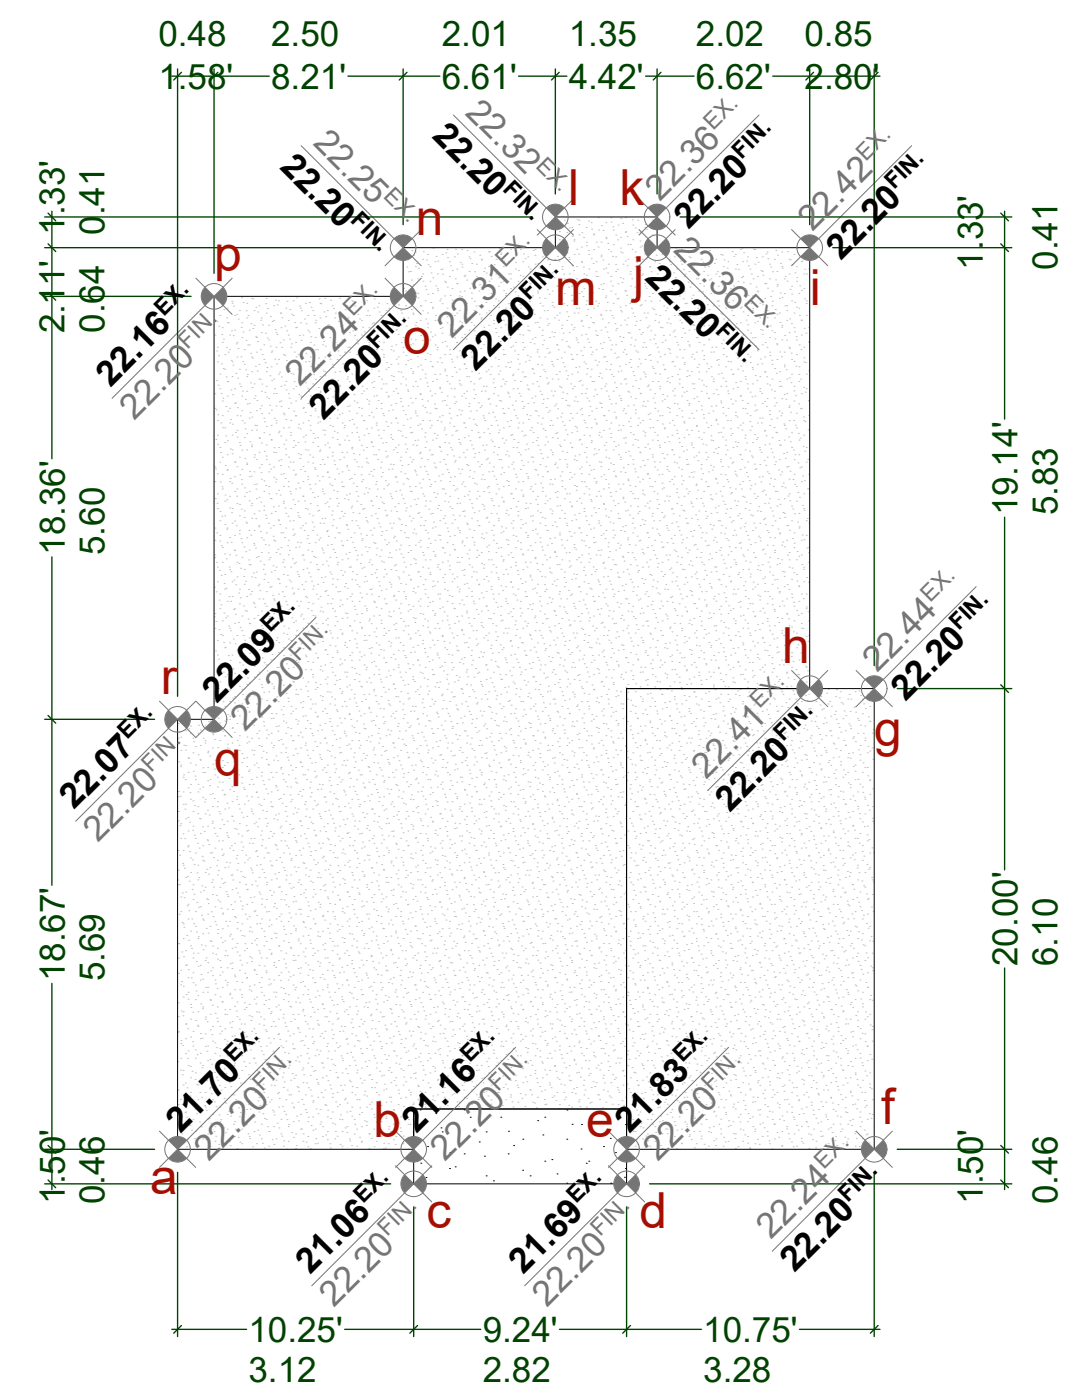 0.48 2.50 2.01 1.35 2.02 0.85
1.58' 8.21' 6.61' 4.42' 6.62' 2.80'
22.32EX.
22.20FIN.
22.36EX.
22.20FIN.
22.25EX.
22.20FIN.
22.42EX.
22.20FIN.
l
k
n
1.33'
0.41
1.33'
0.41
p
m
j
i
2.11'
0.64
22.16EX.
22.20FIN.
22.24EX.
22.20FIN.
o
22.31EX.
22.20FIN.
22.36EX.
22.20FIN.
18.36'
5.60
19.14'
5.83
22.09EX.
22.20FIN.
22.44EX.
22.20FIN.
h
r
22.07EX.
22.20FIN.
q
22.41EX.
22.20FIN.
g
18.67'
5.69
20.00'
6.10
21.70EX.
22.20FIN.
21.16EX.
22.20FIN.
21.83EX.
22.20FIN.
b
e
f
a
1.50'
0.46
1.50'
0.46
21.06EX.
22.20FIN.
c
21.69EX.
22.20FIN.
d
22.24EX.
22.20FIN.
10.25' 9.24' 10.75'
3.12 2.82 3.28